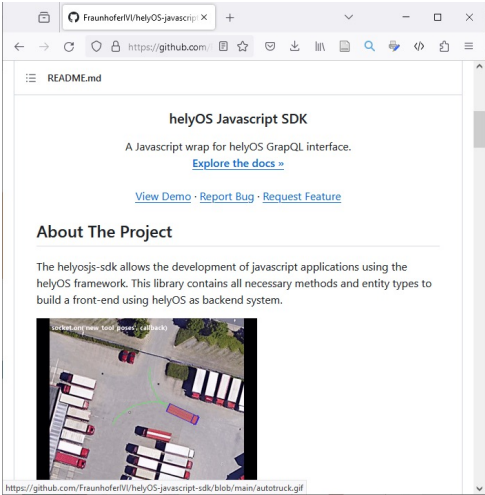 FraunhoferIVI/helyOS-javascript
https://github.com/
README.md
helyOS Javascript SDK
A Javascript wrap for helyOS GrapQL interface.
Explore the docs »
View Demo · Report Bug · Request Feature
About The Project
The helyosjs-sdk allows the development of javascript applications using the
helyOS framework. This library contains all necessary methods and entity types to
build a front-end using helyOS as backend system.
socket.on('new_tool_poses', callback)
https://github.com/FraunhoferIVI/helyOS-javascript-sdk/blob/main/autotruck.gif